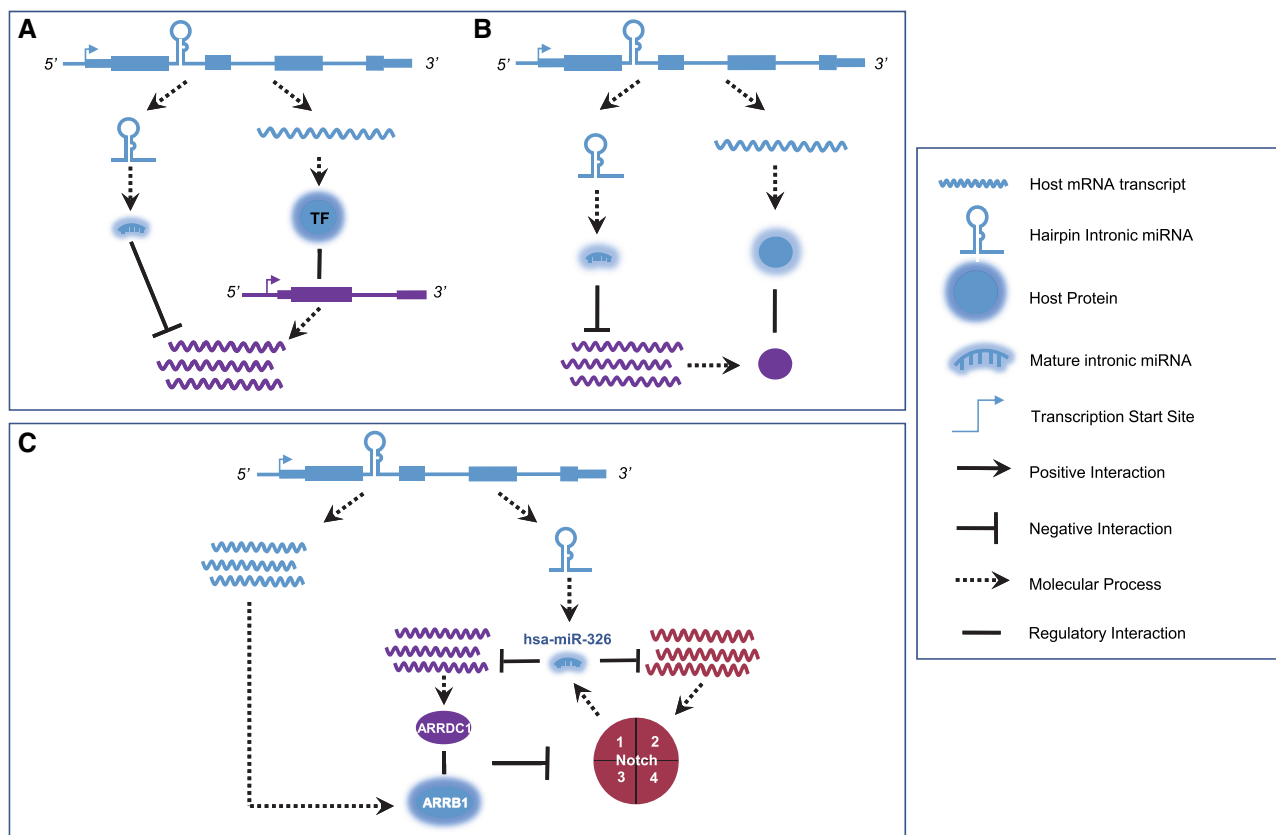 A
5’
3’
TF
5’
3’
B
5’
3’
C
5’
3’
hsa-miR-326
ARRDC1
1 2
Notch
3 4
ARRB1
Host mRNA transcript
Hairpin Intronic miRNA
Host Protein
Mature intronic miRNA
Transcription Start Site
Positive Interaction
Negative Interaction
Molecular Process
Regulatory Interaction